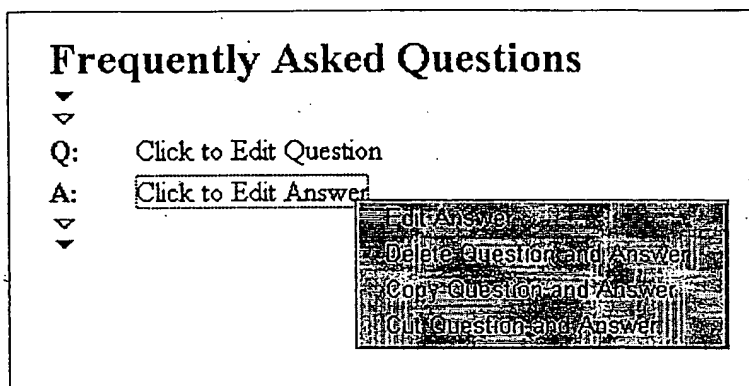 Frequently Asked Questions
Q: Click to Edit Question
A: Click to Edit Answer
Edit Answer...
Delete Question and Answer
Copy Question and Answer
Cut Question and Answer